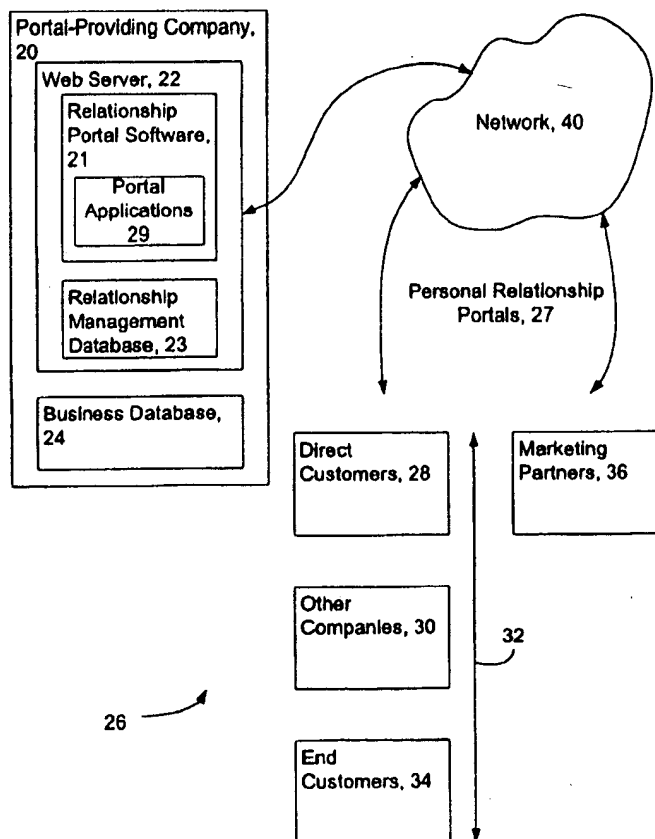 Portal-Providing Company,
20
Web Server, 22
Relationship
Portal Software,
21
Portal
Applications
29
Relationship
Management
Database, 23
Business Database,
24
Network, 40
Personal Relationship
Portals, 27
Direct
Customers, 28
Marketing
Partners, 36
Other
Companies, 30
32
26
End
Customers, 34